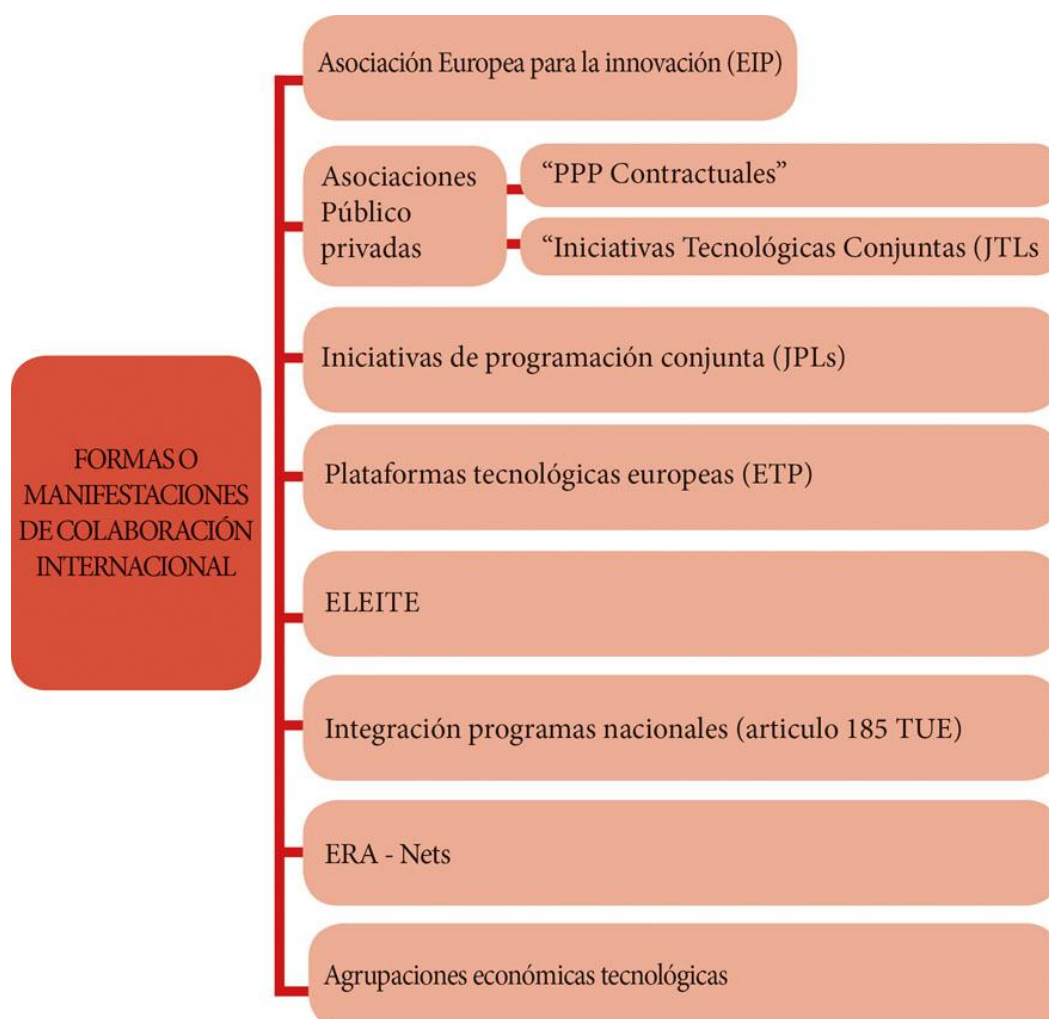 Asociación Europea para la innovación (EIP)
Asociaciones
Público
privadas
“PPP Contractuales”
“Iniciativas Tecnológicas Conjuntas (JTLs
Iniciativas de programación conjunta (JPLs)
FORMAS O
MANIFESTACIONES
DE COLABORACIÓN
INTERNACIONAL
Plataformas tecnológicas europeas (ETP)
ELEITE
Integración programas nacionales (articulo 185 TUE)
ERA - Nets
Agrupaciones económicas tecnológicas